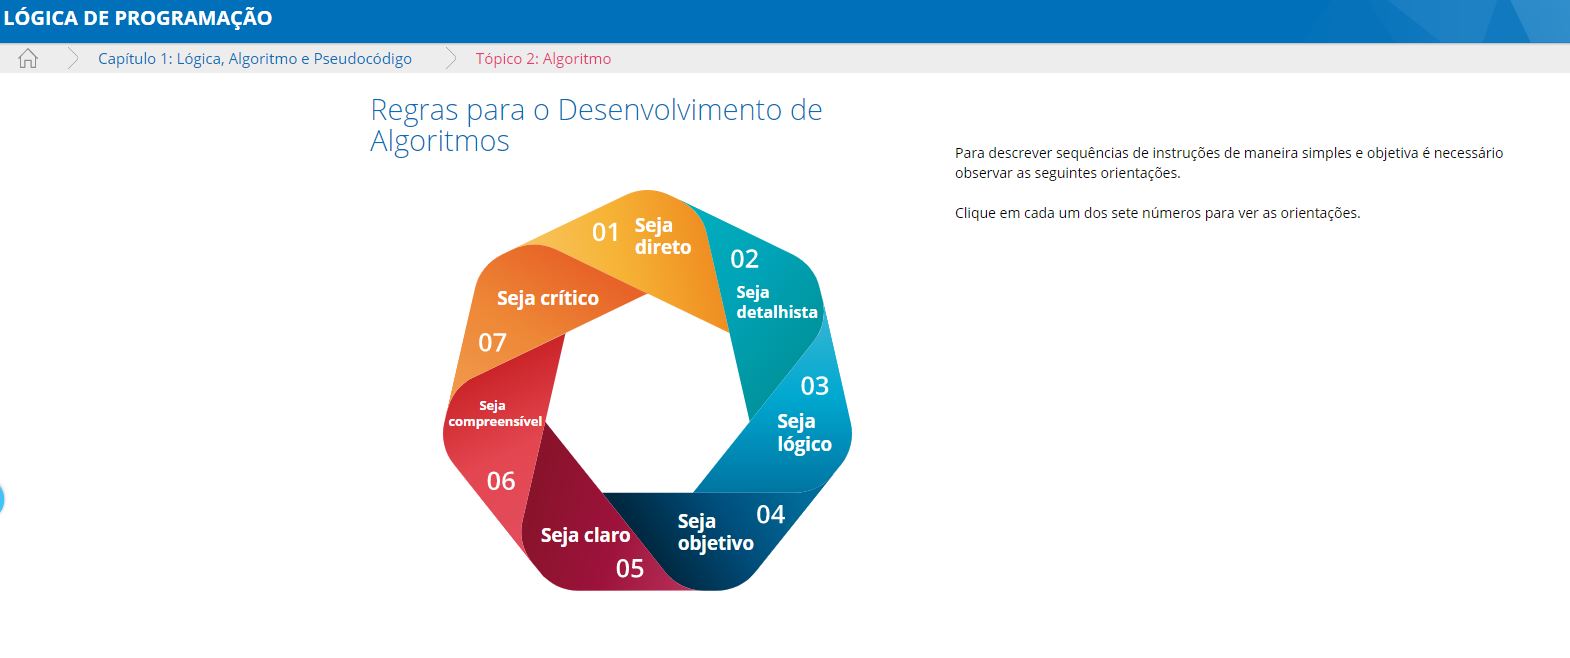 LÓGICA DE PROGRAMAÇÃO
Capítulo 1: Lógica, Algoritmo e Pseudocódigo
Tópico 2: Algoritmo
Regras para o Desenvolvimento de
Algoritmos
Para descrever sequências de instruções de maneira simples e objetiva é necessário
observar as seguintes orientações.
Clique em cada um dos sete números para ver as orientações.
01
Seja
direto
02
Seja
detalhista
03
Seja
lógico
04
Seja
objetivo
05
Seja claro
06
Seja
compreensível
07
Seja crítico